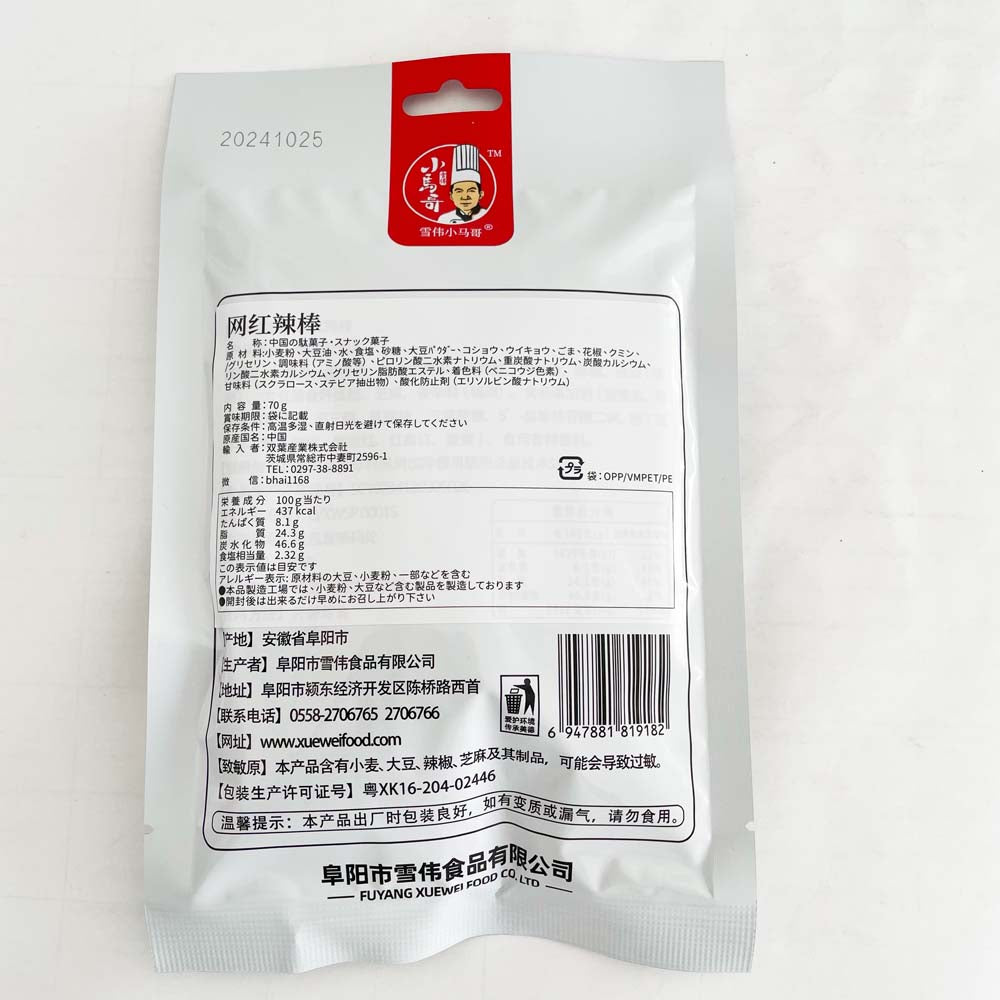 20241025
小馬哥
TM
雪伟小马哥®
网红辣棒
名 称:中国の駄菓子・スナック菓子
原 材 料:小麦粉、大豆油、水、食塩、砂糖、大豆パウダー、コショウ、ウイキョウ、ごま、花椒、クミン、
/グリセリン、調味料(アミノ酸等)、ピロリン酸二水素ナトリウム、重炭酸ナトリウム、炭酸カルシウム、
リン酸二水素カルシウム、グリセリン脂肪酸エステル、着色料(ベニコウジ色素)、
甘味料(スクラロース、ステビア抽出物)、酸化防止剤(エリソルビン酸ナトリウム)
内 容 量:70g
賞味期限:袋に記載
保存条件:高温多湿、直射日光を避けて保存してください
原産国名:中国
輸 入 者:双葉産業株式会社
茨城県常総市中妻町2596-1
TEL:0297-38-8891
微 信:bhai1168
プラ
袋:OPP/VMPET/PE
栄養成分 100g当たり
エネルギー 437kcal
たんぱく質 8.1g
脂 質 24.3g
炭水化物 46.6g
食塩相当量 2.32g
この表示値は目安です
アレルギー表示:原材料の大豆、小麦粉、一部などを含む
●本品製造工場では、小麦粉、大豆など含む製品を製造しております
●開封後は出来るだけ早めにお召し上がり下さい
【产地】安徽省阜阳市
【生产者】阜阳市雪伟食品有限公司
【地址】阜阳市颍东经济开发区陈桥路西首
【联系电话】0558-2706765 2706766
【网址】www.xueweifood.com
【致敏原】本产品含有小麦、大豆、辣椒、芝麻及其制品，可能会导致过敏。
【包装生产许可证号】粤XK16-204-02446
爱护环境
传承美德
6 947881 819182
温馨提示：本产品出厂时包装良好，如有变质或漏气，请勿食用。
阜阳市雪伟食品有限公司
FUYANG XUEWEI FOOD CO. LTD